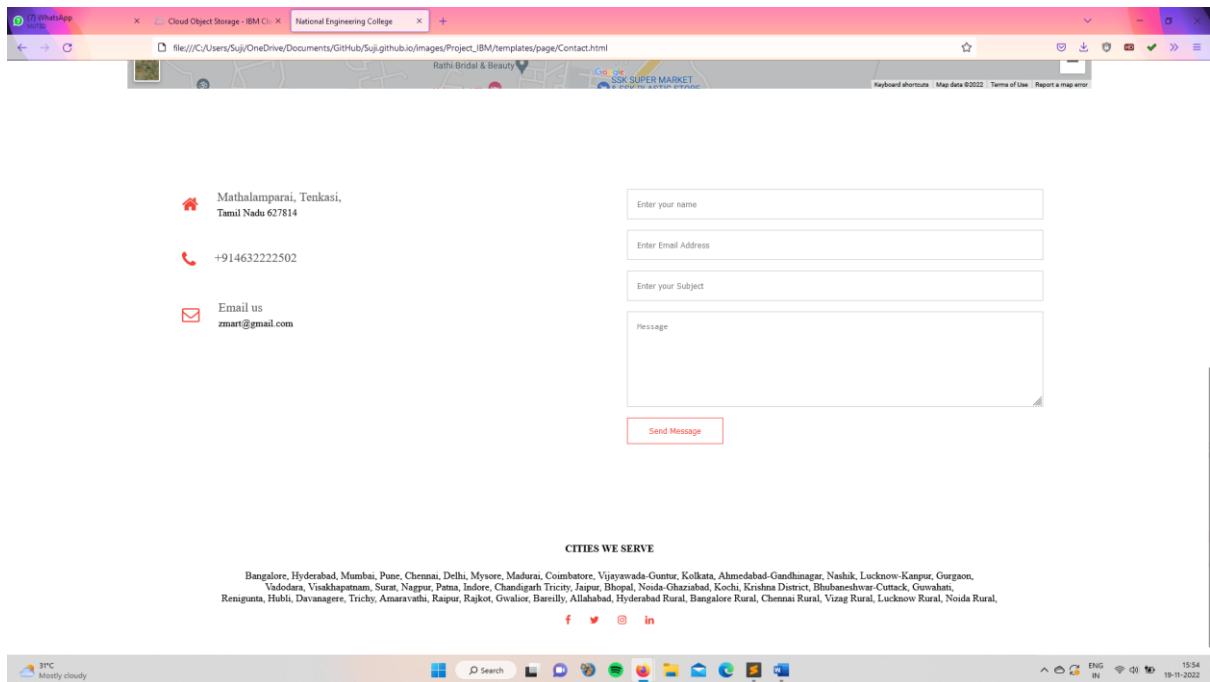 (7) WhatsApp
MUTED
Cloud Object Storage - IBM Clo
National Engineering College
file:///C:/Users/Suji/OneDrive/Documents/GitHub/Suji.github.io/images/Project_IBM/templates/page/Contact.html
Rathi Bridal & Beauty
Google
SSK SUPER MARKET
& SSK PLASTIC STORE
Keyboard shortcuts Map data ©2022 Terms of Use Report a map error
Mathalamparai, Tenkasi,
Tamil Nadu 627814
+914632222502
Email us
zmart@gmail.com
Enter your name
Enter Email Address
Enter your Subject
Message
Send Message
CITIES WE SERVE
Bangalore, Hyderabad, Mumbai, Pune, Chennai, Delhi, Mysore, Madurai, Coimbatore, Vijayawada-Guntur, Kolkata, Ahmedabad-Gandhinagar, Nashik, Lucknow-Kanpur, Gurgaon,
Vadodara, Visakhapatnam, Surat, Nagpur, Patna, Indore, Chandigarh Tricity, Jaipur, Bhopal, Noida-Ghaziabad, Kochi, Krishna District, Bhubaneshwar-Cuttack, Guwahati,
Renigunta, Hubli, Davanagere, Trichy, Amaravathi, Raipur, Rajkot, Gwalior, Bareilly, Allahabad, Hyderabad Rural, Bangalore Rural, Chennai Rural, Vizag Rural, Lucknow Rural, Noida Rural,
31°C
Mostly cloudy
Search
ENG
IN
15:54
19-11-2022